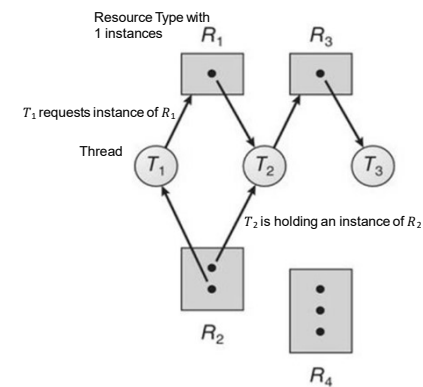 Resource Type with
1 instances
R1
R3
T1 requests instance of R1
Thread
T1
T2
T3
T2 is holding an instance of R2
R2
R4